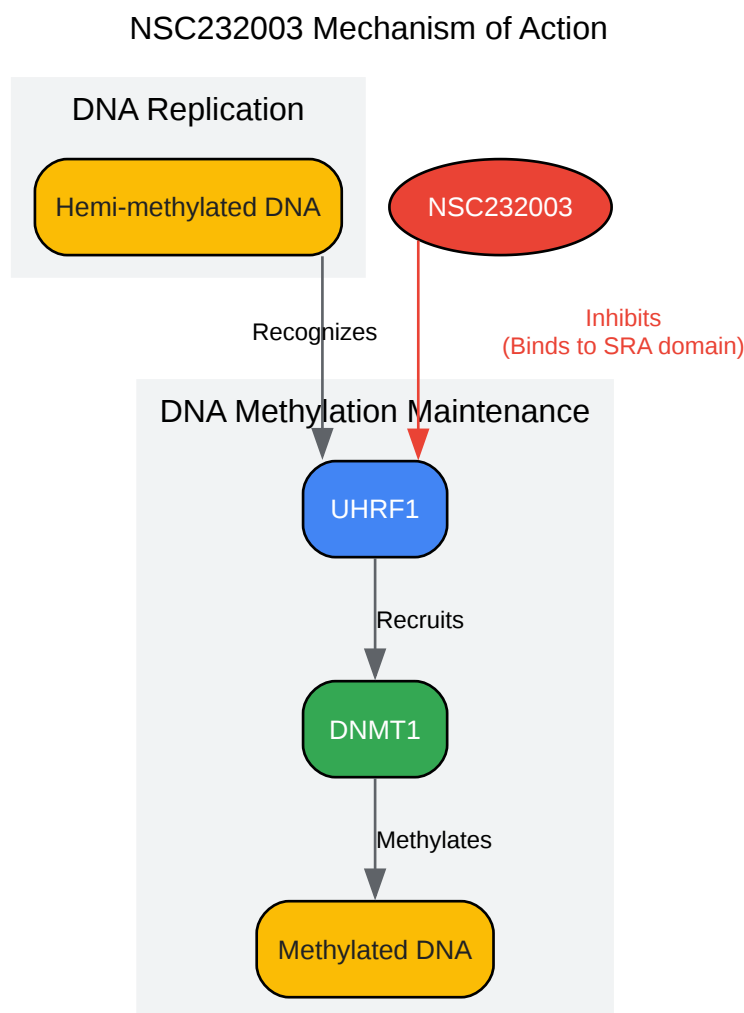 NSC232003 Mechanism of Action
DNA Replication
Hemi-methylated DNA
NSC232003
Recognizes
Inhibits
(Binds to SRA domain)
DNA Methylation Maintenance
UHRF1
Recruits
DNMT1
Methylates
Methylated DNA